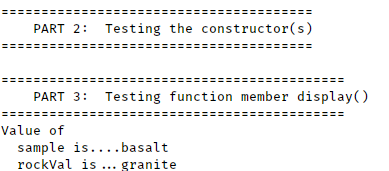 =======================================
    PART 2:  Testing the constructor(s)
=======================================
===========================================
    PART 3:  Testing function member display()
===========================================
Value of
  sample is....basalt
  rockVal is...granite